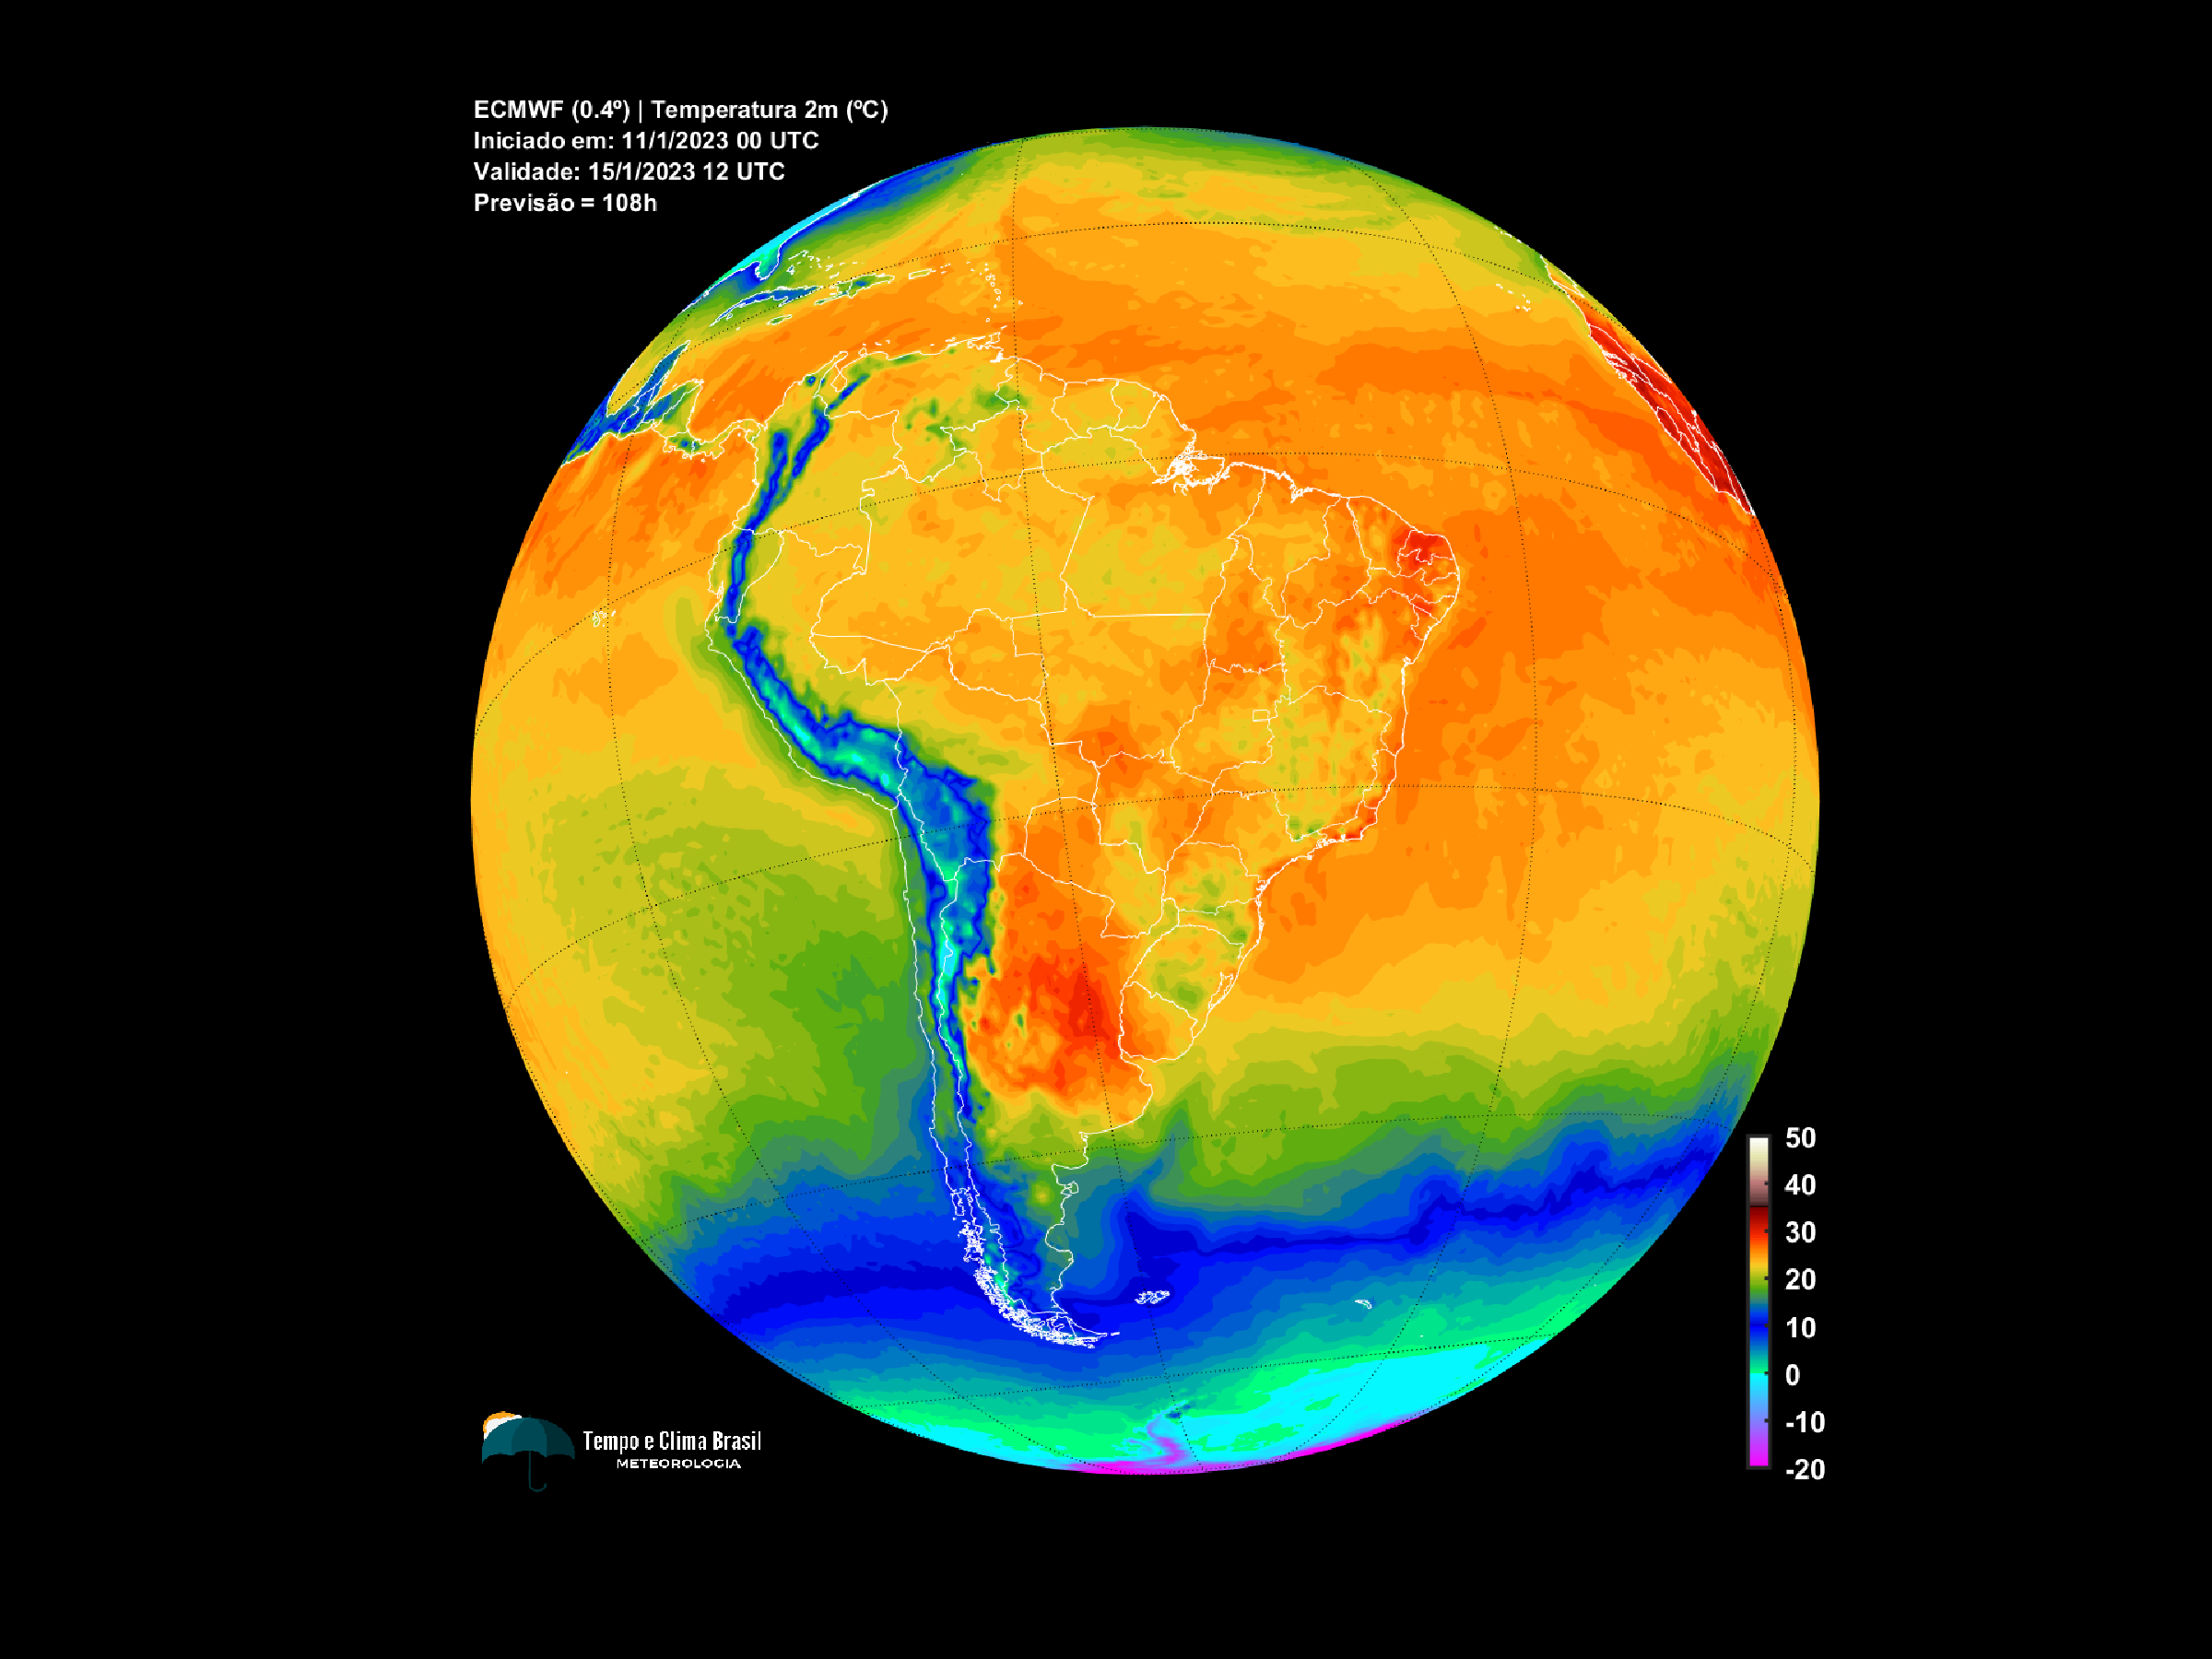 ECMWF (0.4º) | Temperatura 2m (ºC)
Iniciado em: 11/1/2023 00 UTC
Validade: 15/1/2023 12 UTC
Previsão = 108h
50
40
30
20
10
0
-10
-20
Tempo e Clima Brasil
METEOROLOGIA